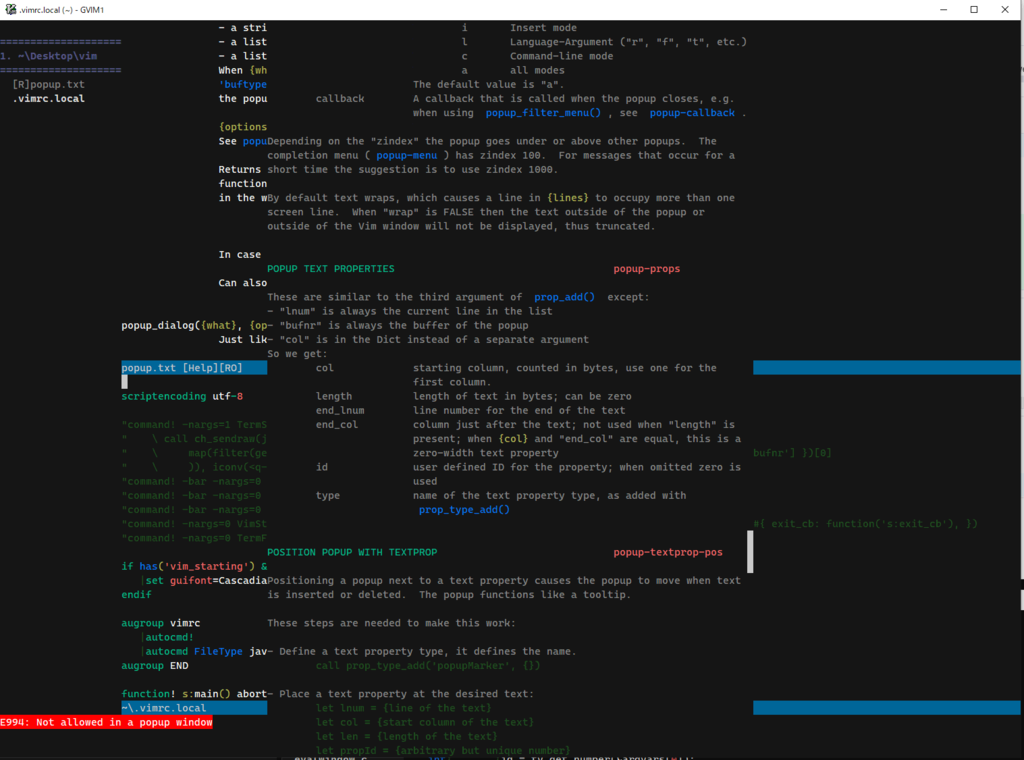 .vimrc.local (~) - GVIM1
- a stri i Insert mode
==================== l Language-Argument ("r", "f", "t", etc.)
- a list
1. ~\Desktop\vim - a list c Command-line mode
==================== When {wh a all modes
[R]popup.txt 'buftype The default value is "a".
.vimrc.local the popu callback A callback that is called when the popup closes, e.g.
when using popup_filter_menu() , see popup-callback .
{options
See popuDepending on the "zindex" the popup goes under or above other popups. The
completion menu ( popup-menu ) has zindex 100. For messages that occur for a
Returns short time the suggestion is to use zindex 1000.
function
in the wBy default text wraps, which causes a line in {lines} to occupy more than one
screen line. When "wrap" is FALSE then the text outside of the popup or
outside of the Vim window will not be displayed, thus truncated.
In case
POPUP TEXT PROPERTIES popup-props
Can also
These are similar to the third argument of prop_add() except:
- "lnum" is always the current line in the list
popup_dialog({what}, {op- "bufnr" is always the buffer of the popup
Just lik- "col" is in the Dict instead of a separate argument
So we get:
popup.txt [Help][RO] col starting column, counted in bytes, use one for the
first column.
scriptencoding utf-8 length length of text in bytes; can be zero
end_lnum line number for the end of the text
"command! -nargs=1 TermS end_col column just after the text; not used when "length" is
" \ call ch_sendraw(j present; when {col} and "end_col" are equal, this is a
" \ map(filter(ge zero-width text property bufnr'] })[0]
" \ )), iconv(<q- id user defined ID for the property; when omitted zero is
"command! -bar -nargs=0 used
"command! -bar -nargs=0 type name of the text property type, as added with
"command! -bar -nargs=0 prop_type_add()
"command! -nargs=0 VimSt #{ exit_cb: function('s:exit_cb'), })
"command! -nargs=0 TermF
POSITION POPUP WITH TEXTPROP popup-textprop-pos
if has('vim_starting') &
|set guifont=CascadiaPositioning a popup next to a text property causes the popup to move when text
endif is inserted or deleted. The popup functions like a tooltip.
augroup vimrc These steps are needed to make this work:
|autocmd!
|autocmd FileType jav- Define a text property type, it defines the name.
augroup END call prop_type_add('popupMarker', {})
function! s:main() abort- Place a text property at the desired text:
~\.vimrc.local let lnum = {line of the text}
E994: Not allowed in a popup window let col = {start column of the text}
let len = {length of the text}
let propId = {arbitrary but unique number}